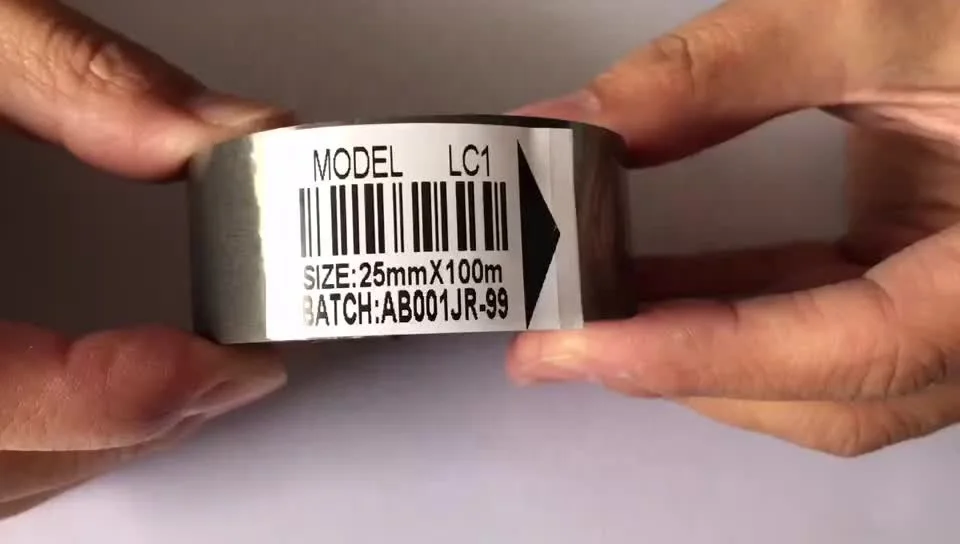 MODEL LC1
SIZE:25mmX100m
BATCH:AB001JR-99